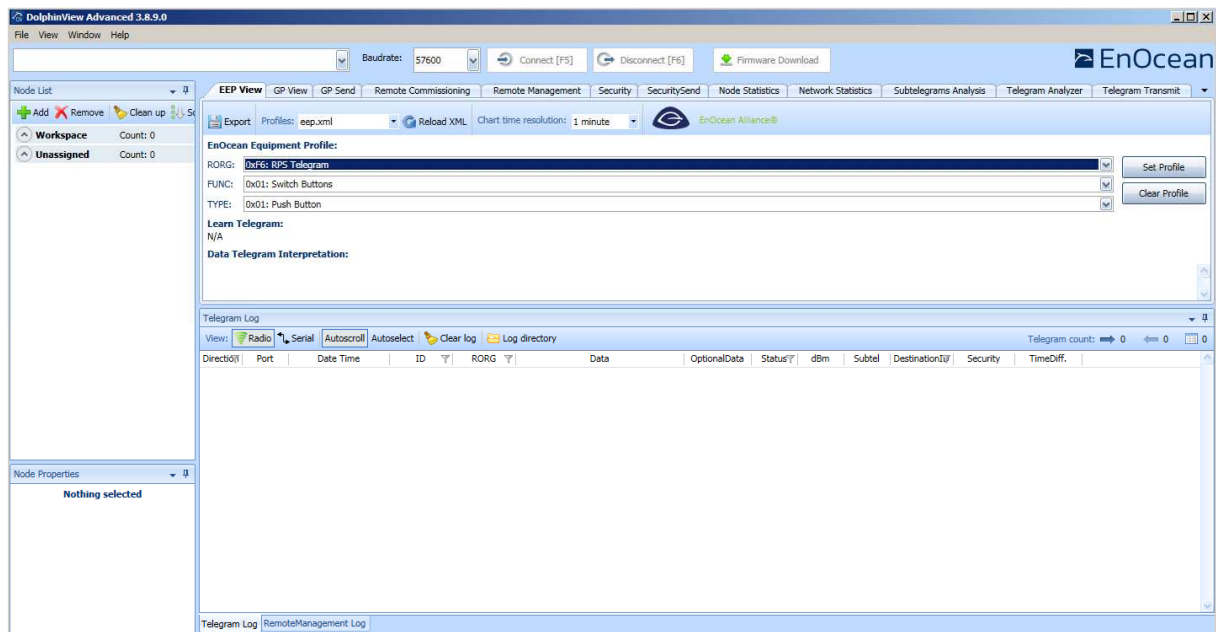 DolphinView Advanced 3.8.9.0
File View Window Help
Baudrate: 57600 Connect [F5] Disconnect [F6] Firmware Download EnOcean
Node List
Add Remove Clean up
Workspace Count: 0
Unassigned Count: 0
EEP View GP View GP Send Remote Commissioning Remote Management Security SecuritySend Node Statistics Network Statistics Subtelegrams Analysis Telegram Analyzer Telegram Transmit
Export Profiles: eep.xml Reload XML Chart time resolution: 1 minute EnOcean Alliance®
EnOcean Equipment Profile:
RORG: 0xF6: RPS Telegram Set Profile
FUNC: 0x01: Switch Buttons
Clear Profile
TYPE: 0x01: Push Button
Learn Telegram:
N/A
Data Telegram Interpretation:
Telegram Log
View: Radio Serial Autoscroll Autoselect Clear log Log directory Telegram count: 0 0 0
Direction Port Date Time ID RORG Data OptionalData Status dBm Subtel Destination Security TimeDiff.
Node Properties
Nothing selected
Telegram Log RemoteManagement Log